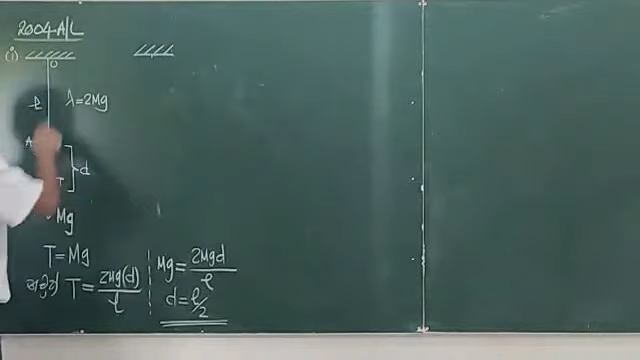 2004-A/L
(i)
O
ℓ λ=2Mg
A
d
T
Mg
T=Mg
T = 2Mg(d)/ℓ
Mg = 2Mgd/ℓ
d = ℓ/2